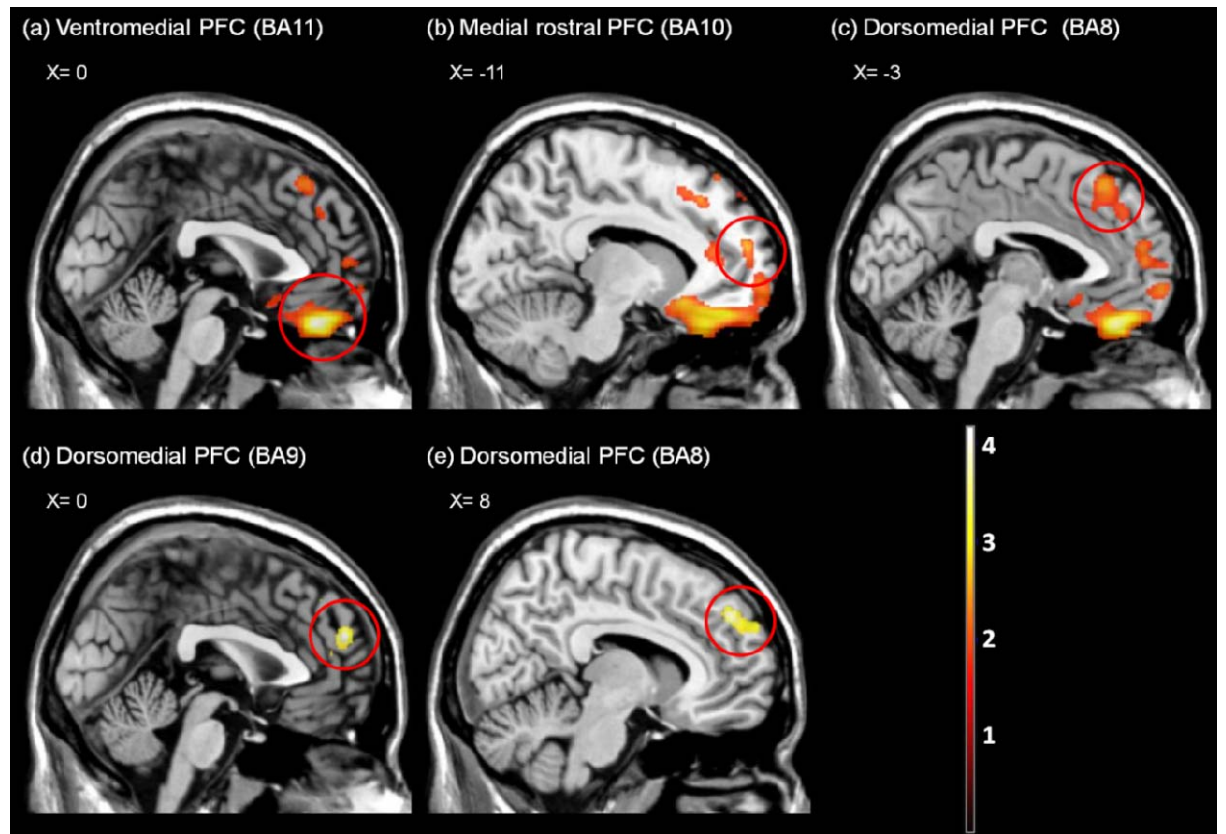 (a) Ventromedial PFC (BA11)
X= 0
(b) Medial rostral PFC (BA10)
X= -11
(c) Dorsomedial PFC (BA8)
X= -3
(d) Dorsomedial PFC (BA9)
X= 0
(e) Dorsomedial PFC (BA8)
X= 8
4
3
2
1